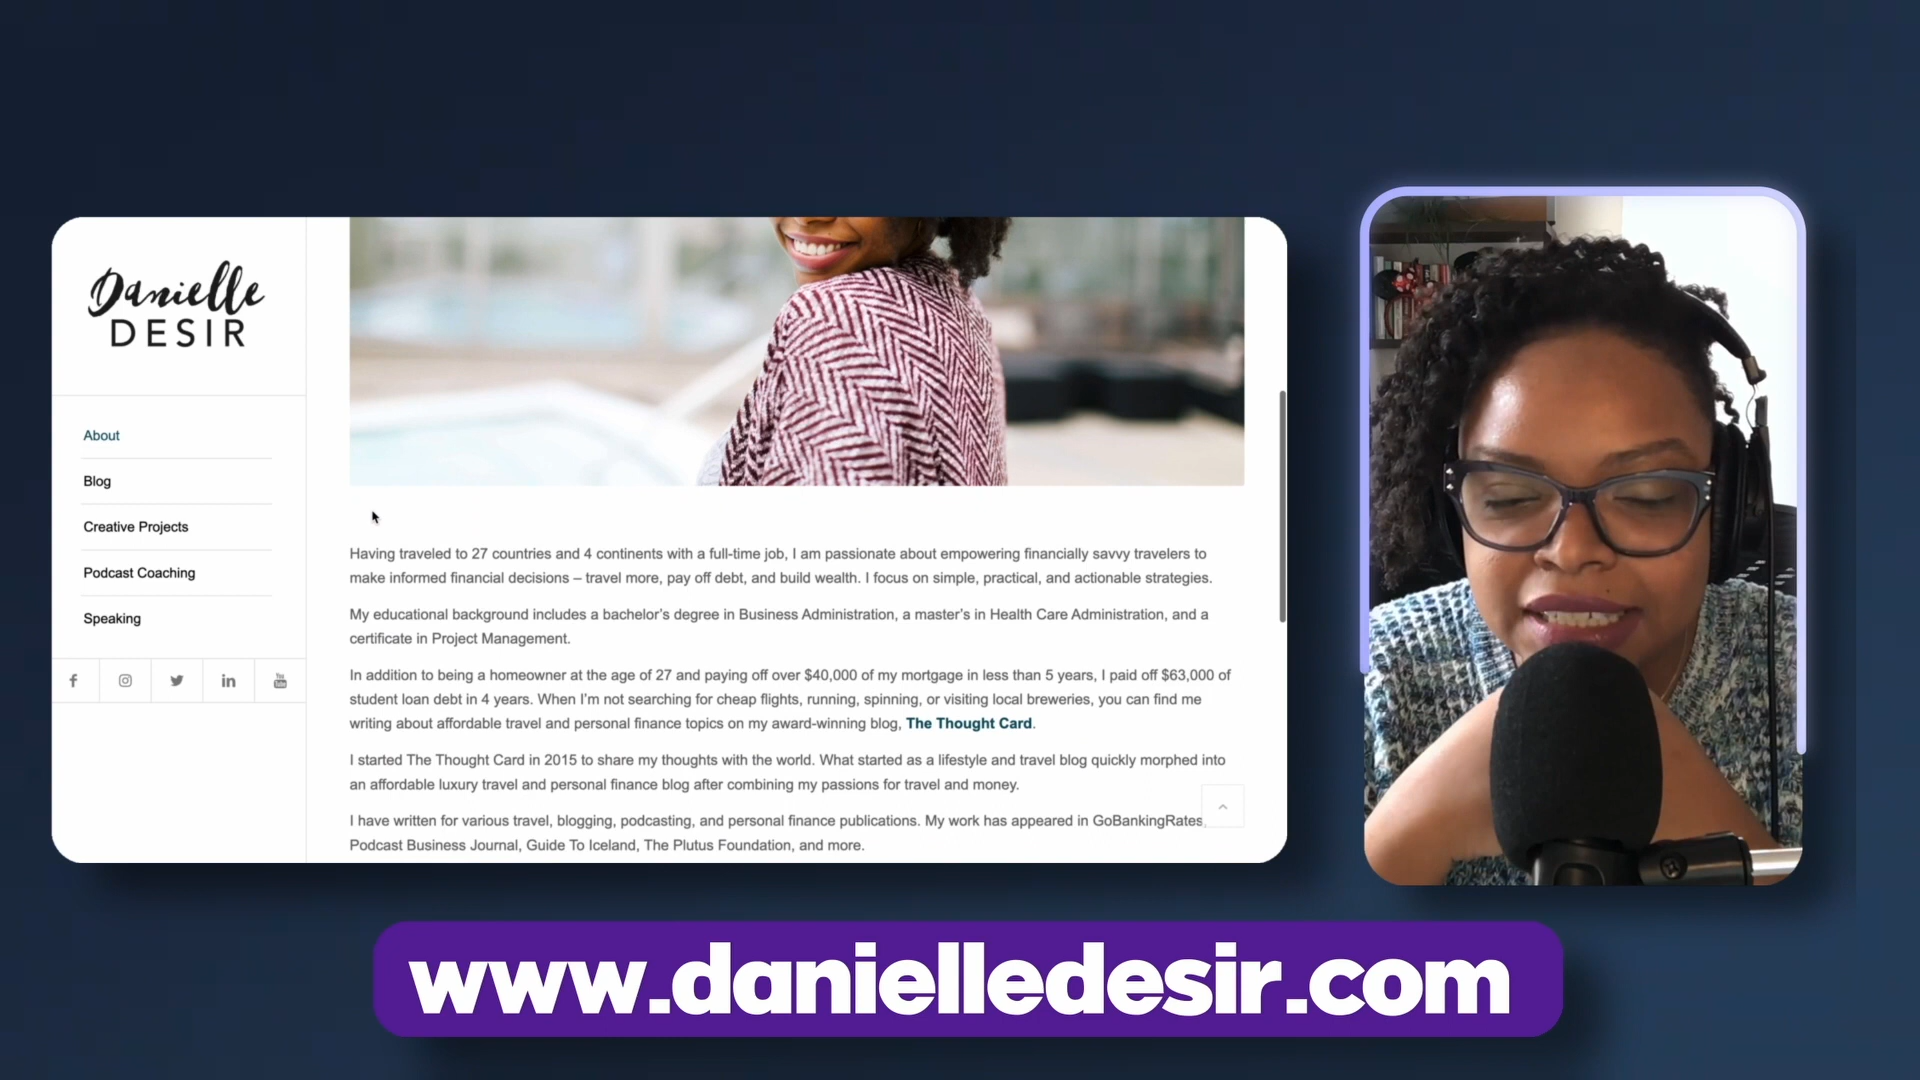 Danielle
DESIR
About
Blog
Creative Projects
Podcast Coaching
Speaking
Having traveled to 27 countries and 4 continents with a full-time job, I am passionate about empowering financially savvy travelers to
make informed financial decisions – travel more, pay off debt, and build wealth. I focus on simple, practical, and actionable strategies.
My educational background includes a bachelor's degree in Business Administration, a master's in Health Care Administration, and a
certificate in Project Management.
In addition to being a homeowner at the age of 27 and paying off over $40,000 of my mortgage in less than 5 years, I paid off $63,000 of
student loan debt in 4 years. When I'm not searching for cheap flights, running, spinning, or visiting local breweries, you can find me
writing about affordable travel and personal finance topics on my award-winning blog, The Thought Card.
I started The Thought Card in 2015 to share my thoughts with the world. What started as a lifestyle and travel blog quickly morphed into
an affordable luxury travel and personal finance blog after combining my passions for travel and money.
I have written for various travel, blogging, podcasting, and personal finance publications. My work has appeared in GoBankingRates,
Podcast Business Journal, Guide To Iceland, The Plutus Foundation, and more.
www.danielledesir.com